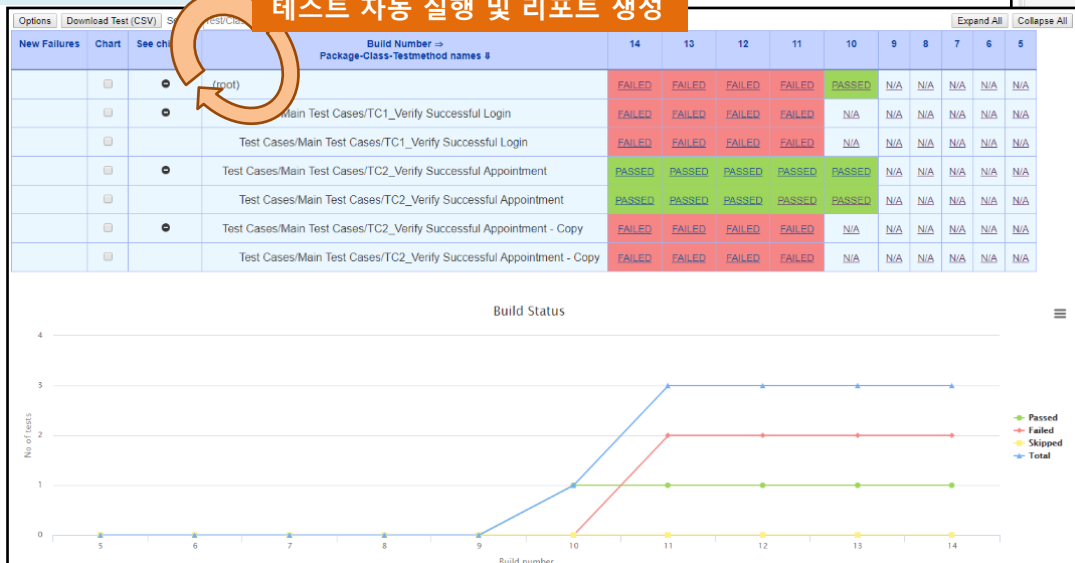 테스트 자동 실행 및 리포트 생성
Options Download Test (CSV) Expand All Collapse All
New Failures Chart See Build Number ⇒ 14 13 12 11 10 9 8 7 6 5
Package-Class-Testmethod names ⇓
(root) FAILED FAILED FAILED FAILED PASSED N/A N/A N/A N/A N/A
Main Test Cases/TC1_Verify Successful Login FAILED FAILED FAILED FAILED N/A N/A N/A N/A N/A N/A
Test Cases/Main Test Cases/TC1_Verify Successful Login FAILED FAILED FAILED FAILED N/A N/A N/A N/A N/A N/A
Test Cases/Main Test Cases/TC2_Verify Successful Appointment PASSED PASSED PASSED PASSED PASSED N/A N/A N/A N/A N/A
Test Cases/Main Test Cases/TC2_Verify Successful Appointment PASSED PASSED PASSED PASSED PASSED N/A N/A N/A N/A N/A
Test Cases/Main Test Cases/TC2_Verify Successful Appointment - Copy FAILED FAILED FAILED FAILED N/A N/A N/A N/A N/A N/A
Test Cases/Main Test Cases/TC2_Verify Successful Appointment - Copy FAILED FAILED FAILED FAILED N/A N/A N/A N/A N/A N/A
Build Status
4
3
2
1
0
No of tests
5 6 7 8 9 10 11 12 13 14
Build number
Passed
Failed
Skipped
Total